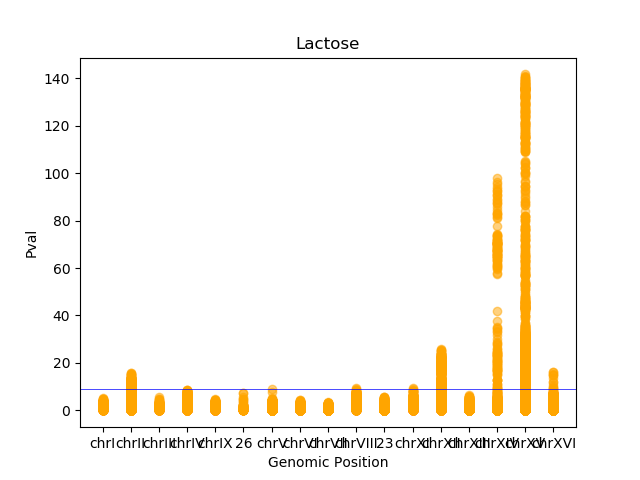 Lactose
140
120
100
80
60
40
20
0
Pval
chrI chrII chrIII chrIV chrIX 26 chrV chrVI chrVII chrVIII 23 chrXI chrXII chrXIII chrXIV chrXV chrXVI
Genomic Position